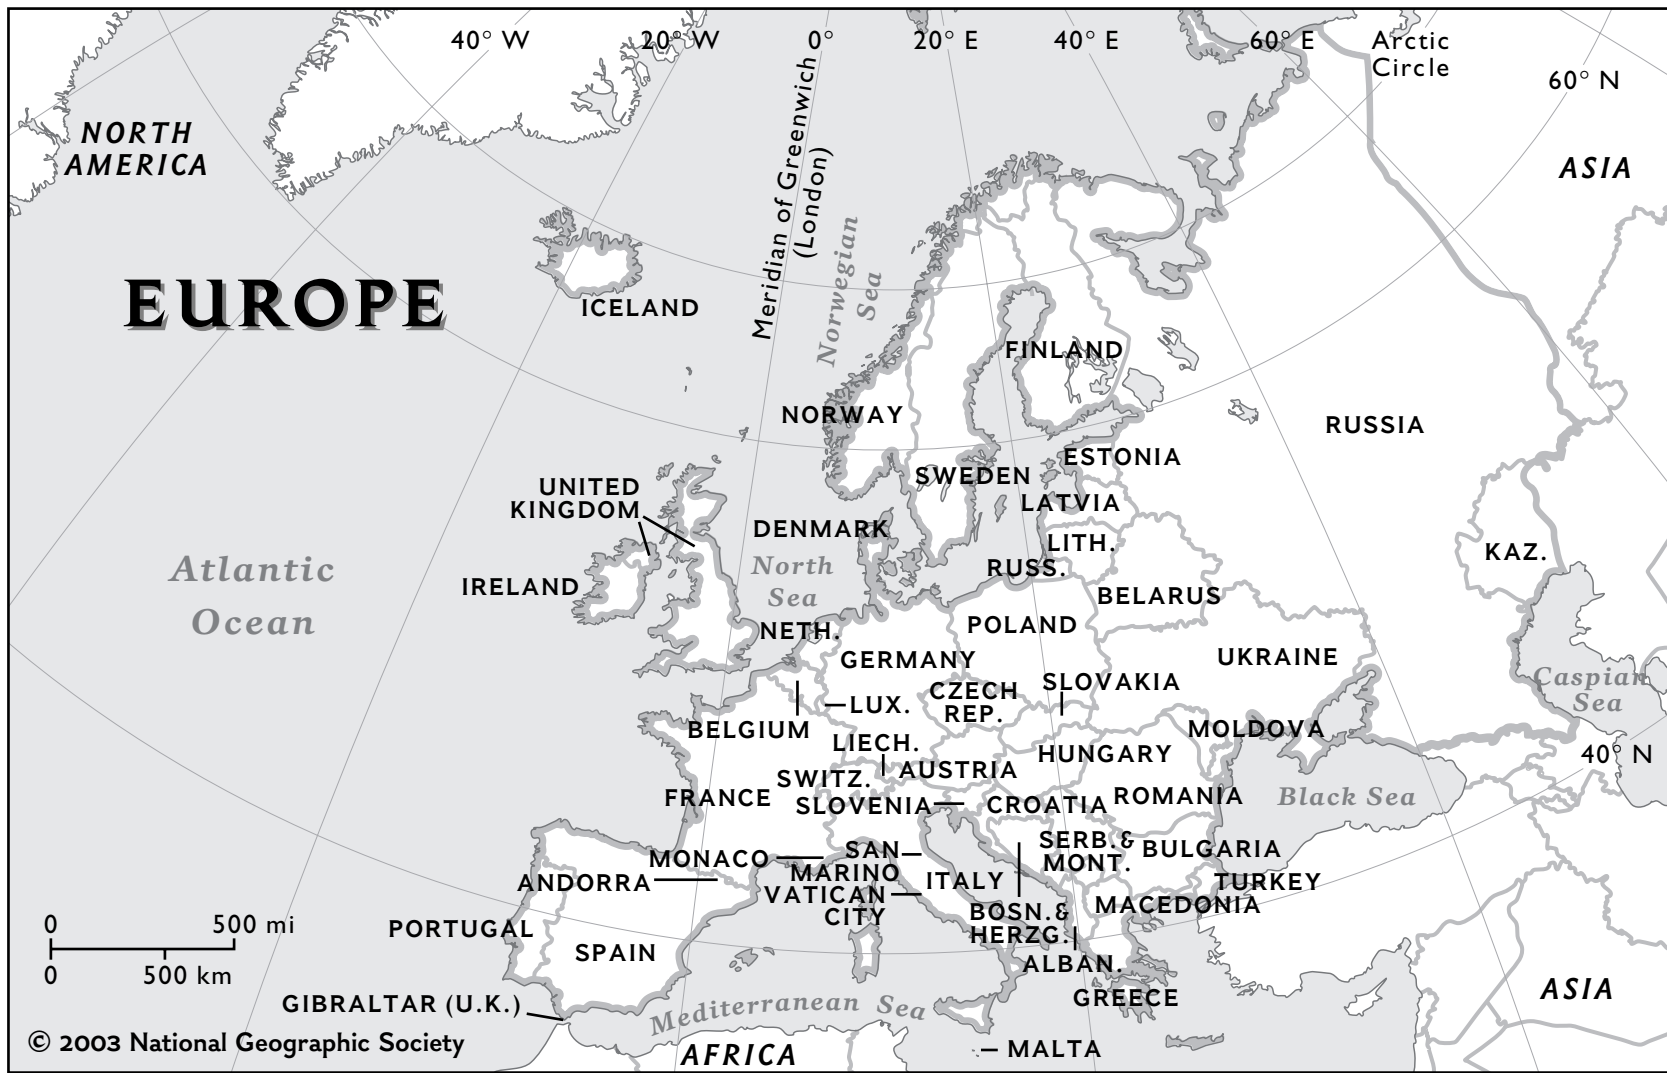 40° W
20° W
0°
20° E
40° E
60° E
Arctic
Circle
60° N
NORTH
AMERICA
ASIA
Meridian of Greenwich
(London)
Norwegian
Sea
EUROPE
ICELAND
FINLAND
NORWAY
RUSSIA
ESTONIA
SWEDEN
UNITED
KINGDOM
LATVIA
DENMARK
LITH.
KAZ.
Atlantic
Ocean
North
Sea
RUSS.
IRELAND
BELARUS
NETH.
POLAND
GERMANY
UKRAINE
Caspian
Sea
CZECH
REP.
SLOVAKIA
LUX.
BELGIUM
MOLDOVA
LIECH.
HUNGARY
40° N
SWITZ.
AUSTRIA
FRANCE
SLOVENIA
CROATIA
ROMANIA
Black Sea
SERB.&
MONT.
BULGARIA
MONACO
SAN
MARINO
ANDORRA
ITALY
TURKEY
VATICAN
CITY
MACEDONIA
BOSN.&
HERZG.
0 500 mi
0 500 km
PORTUGAL
SPAIN
ALBAN.
GREECE
ASIA
GIBRALTAR (U.K.)
Mediterranean Sea
© 2003 National Geographic Society
AFRICA
MALTA